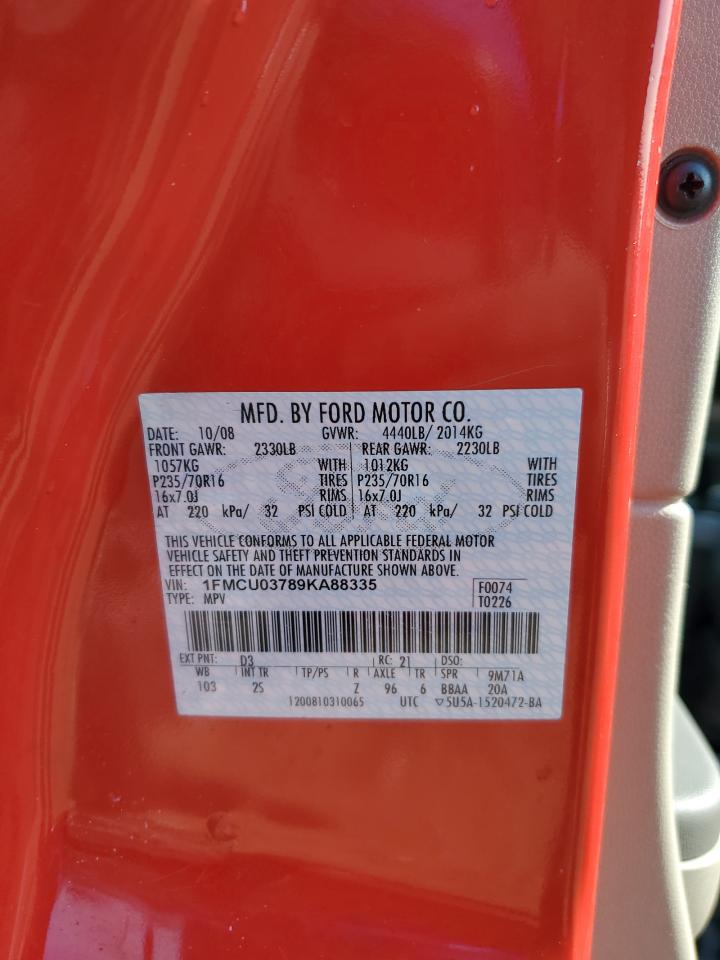 MFD. BY FORD MOTOR CO.
DATE: 10/08 GVWR: 4440LB/ 2014KG
FRONT GAWR: 2330LB REAR GAWR: 2230LB
1057KG WITH 1012KG WITH
P235/70R16 TIRES P235/70R16 TIRES
16x7.0J RIMS 16x7.0J RIMS
AT 220 kPa/ 32 PSI COLD AT 220 kPa/ 32 PSI COLD
THIS VEHICLE CONFORMS TO ALL APPLICABLE FEDERAL MOTOR
VEHICLE SAFETY AND THEFT PREVENTION STANDARDS IN
EFFECT ON THE DATE OF MANUFACTURE SHOWN ABOVE.
VIN: 1FMCU03789KA88335 F0074
TYPE: MPV T0226
EXT PNT: D3 RC: 21 DSO:
WB INT TR TP/PS R AXLE TR SPR 9M71A
103 2S Z 96 6 BBAA 20A
1200810310065 UTC ▽5U5A-1520472-BA